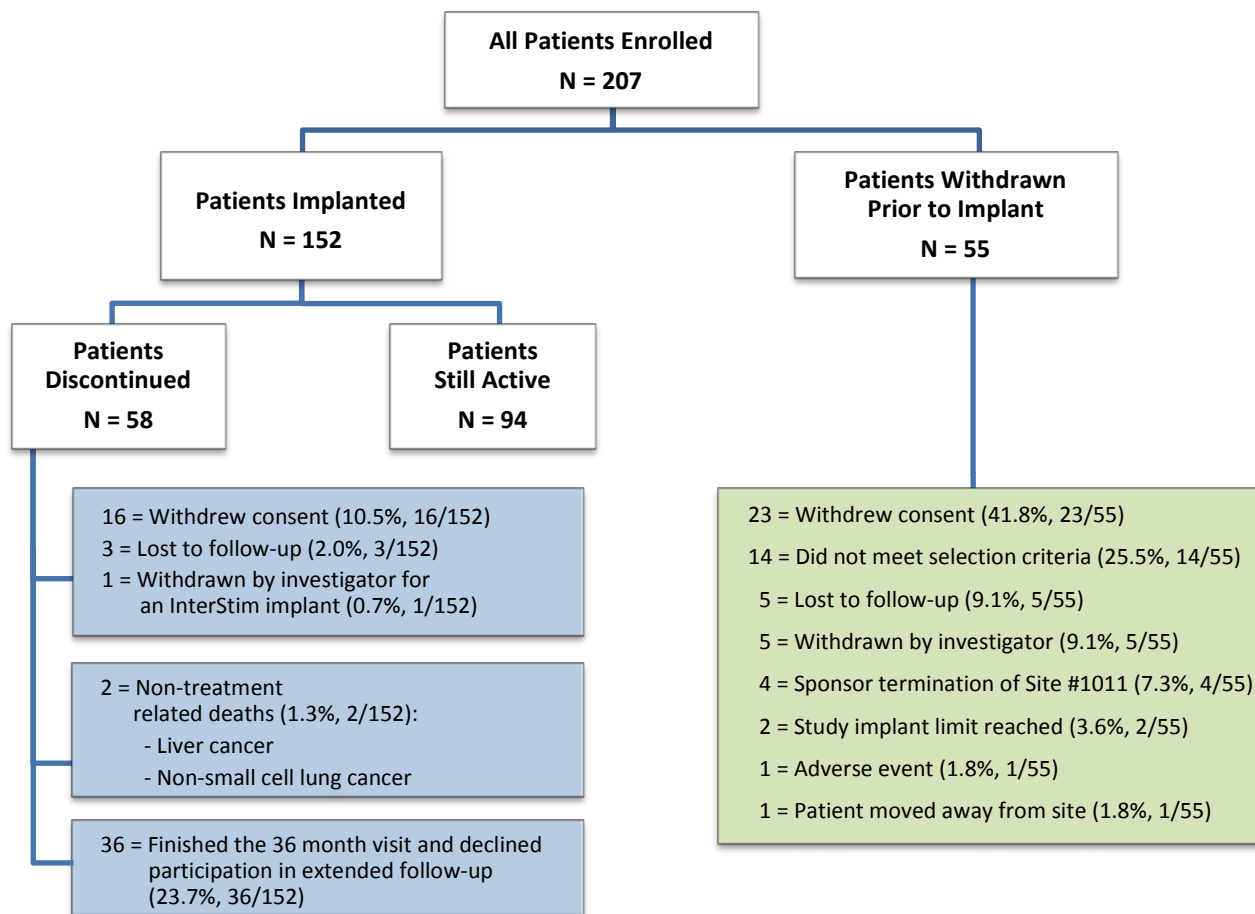 All Patients Enrolled
N = 207
Patients Implanted
N = 152
Patients Withdrawn
Prior to Implant
N = 55
Patients
Discontinued
N = 58
Patients
Still Active
N = 94
16 = Withdrew consent (10.5%, 16/152)
3 = Lost to follow-up (2.0%, 3/152)
1 = Withdrawn by investigator for
an InterStim implant (0.7%, 1/152)
2 = Non-treatment
related deaths (1.3%, 2/152):
- Liver cancer
- Non-small cell lung cancer
36 = Finished the 36 month visit and declined
participation in extended follow-up
(23.7%, 36/152)
23 = Withdrew consent (41.8%, 23/55)
14 = Did not meet selection criteria (25.5%, 14/55)
5 = Lost to follow-up (9.1%, 5/55)
5 = Withdrawn by investigator (9.1%, 5/55)
4 = Sponsor termination of Site #1011 (7.3%, 4/55)
2 = Study implant limit reached (3.6%, 2/55)
1 = Adverse event (1.8%, 1/55)
1 = Patient moved away from site (1.8%, 1/55)